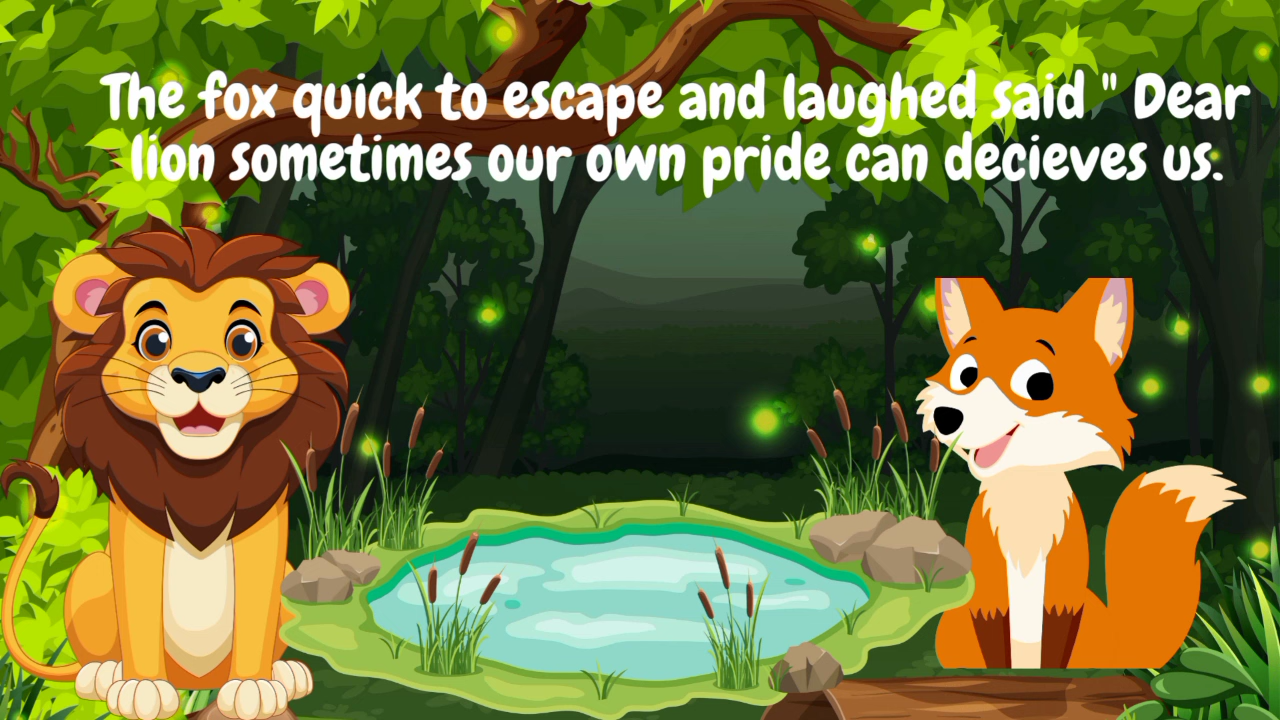 The fox quick to escape and laughed said " Dear
lion sometimes our own pride can decieves us.